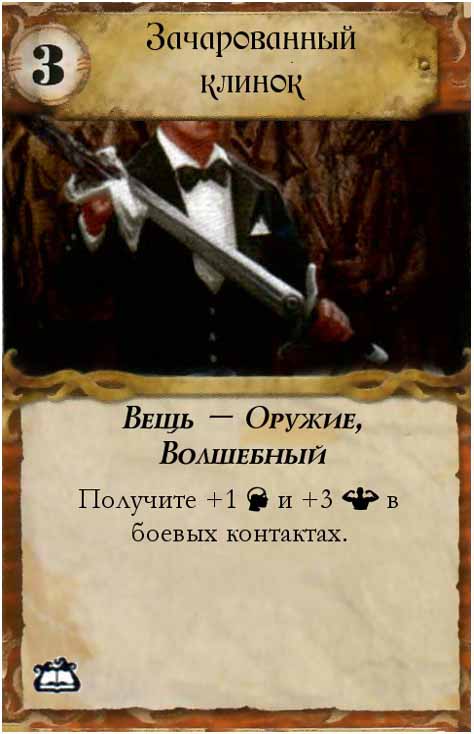 3
Зачарованный
клинок
Вещь — Оружие,
Волшебный
Получите +1 и +3 в
боевых контактах.